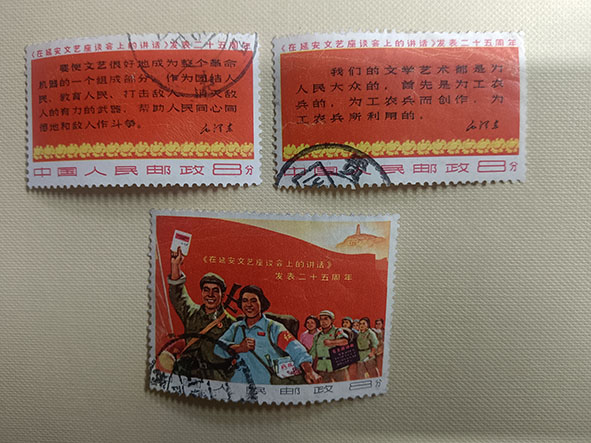 《在延安文艺座谈会上的讲话》发表二十五周年
要使文艺很好地成为整个革命
机器的一个组成部分，作为团结人
民、教育人民、打击敌人、消灭敌
人的有力的武器，帮助人民同心同
德地和敌人作斗争。
毛泽东
中国人民邮政8分
《在延安文艺座谈会上的讲话》发表二十五周年
我们的文学艺术都是为
人民大众的，首先是为工农
兵的，为工农兵而创作，为
工农兵所利用的。
毛泽东
中国人民邮政8分
《在延安文艺座谈会上的讲话》
发表二十五周年
中国人民邮政8分